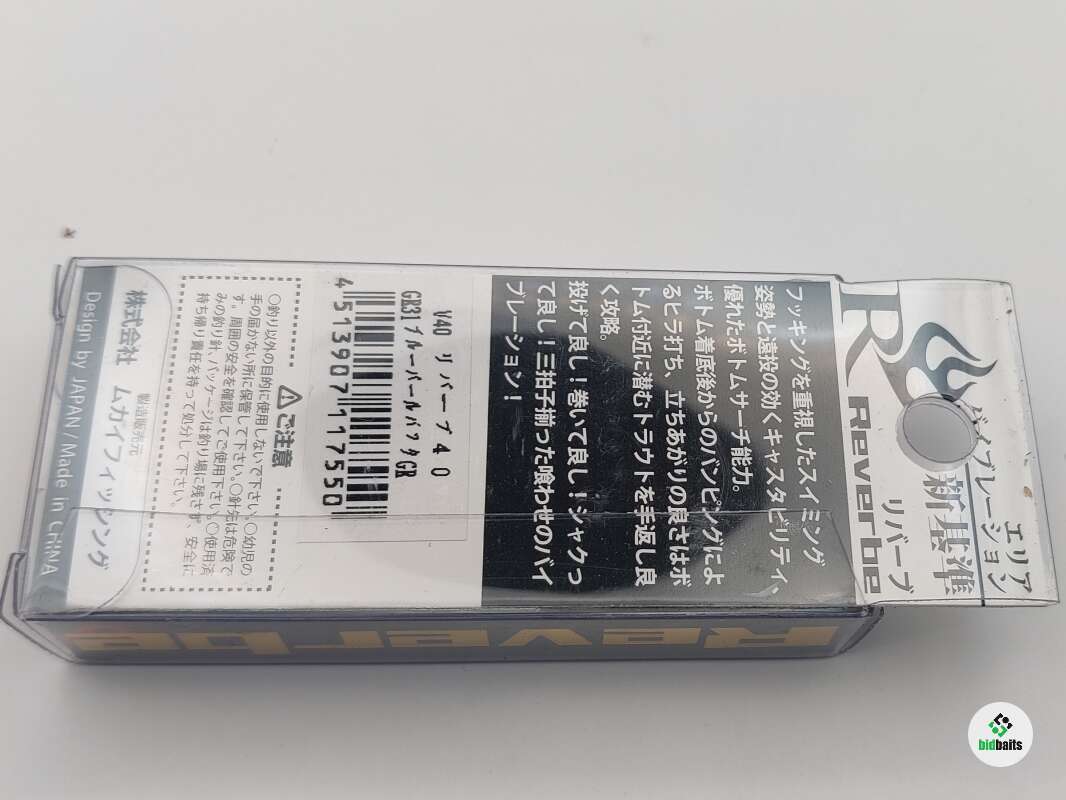 エリア
バイブレーション
新基準
リバーブ
Reverbe
R
フッキングを重視したスイミング
姿勢と遠投の効くキャスタビリティ、
優れたボトムサーチ能力。
ボトム着底後からのバンピングによ
るヒラ打ち、立ちあがりの良さはボ
トム付近に潜むトラウトを手返し良
く攻略。
投げて良し!巻いて良し!シャクっ
て良し!三拍子揃った喰わせのバイ
ブレーション!
V40 リバーブ40
GB31ブルーパールバフタGR
4513907117550
⚠ご注意
○釣り以外の目的に使用しないで下さい。○幼児の
手の届かない所に保管して下さい。○針先は危険で
す。周囲の安全を確認してご使用下さい。○使用済
みの釣り針、パッケージは釣り場に残さず、安全に
持ち帰り責任を持って処分して下さい。
製造販売元
株式会社 ムカイフィッシング
Design by JAPAN / Made in CHINA
Reverbe
bidbaits